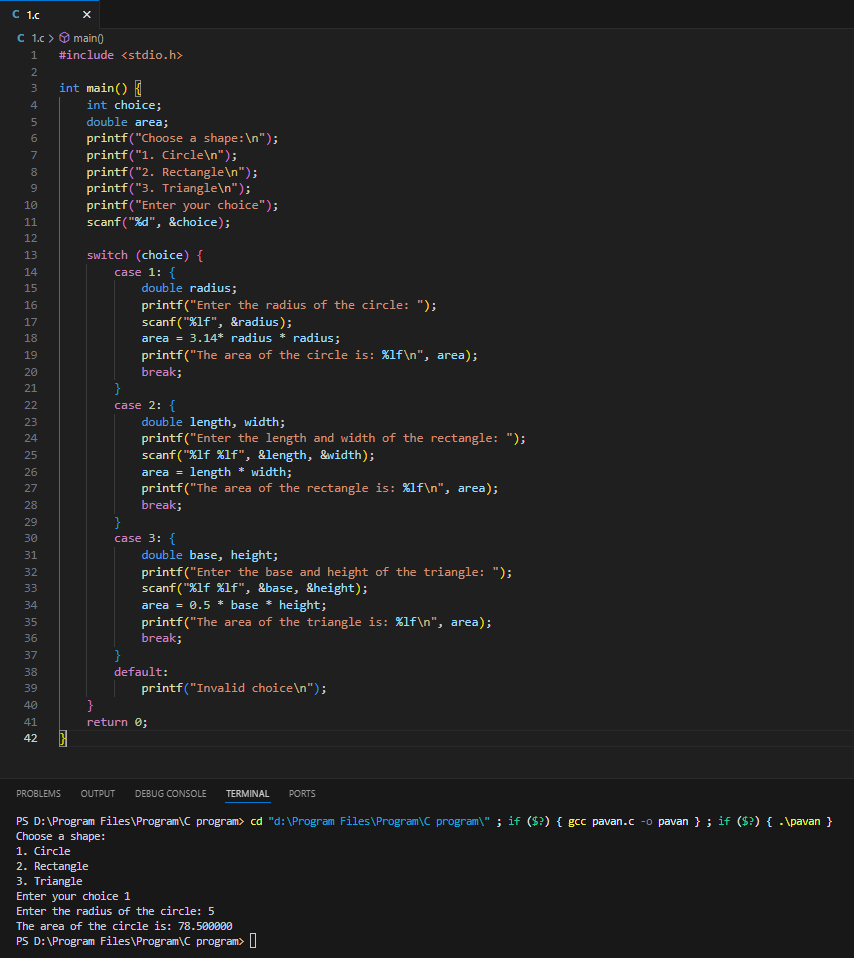 C 1.c ×
C 1.c > main()
1 #include <stdio.h>
2
3 int main() {
4 int choice;
5 double area;
6 printf("Choose a shape:\n");
7 printf("1. Circle\n");
8 printf("2. Rectangle\n");
9 printf("3. Triangle\n");
10 printf("Enter your choice");
11 scanf("%d", &choice);
12
13 switch (choice) {
14 case 1: {
15 double radius;
16 printf("Enter the radius of the circle: ");
17 scanf("%lf", &radius);
18 area = 3.14* radius * radius;
19 printf("The area of the circle is: %lf\n", area);
20 break;
21 }
22 case 2: {
23 double length, width;
24 printf("Enter the length and width of the rectangle: ");
25 scanf("%lf %lf", &length, &width);
26 area = length * width;
27 printf("The area of the rectangle is: %lf\n", area);
28 break;
29 }
30 case 3: {
31 double base, height;
32 printf("Enter the base and height of the triangle: ");
33 scanf("%lf %lf", &base, &height);
34 area = 0.5 * base * height;
35 printf("The area of the triangle is: %lf\n", area);
36 break;
37 }
38 default:
39 printf("Invalid choice\n");
40 }
41 return 0;
42 }
PROBLEMS OUTPUT DEBUG CONSOLE TERMINAL PORTS
PS D:\Program Files\Program\C program> cd "d:\Program Files\Program\C program\" ; if ($?) { gcc pavan.c -o pavan } ; if ($?) { .\pavan }
Choose a shape:
1. Circle
2. Rectangle
3. Triangle
Enter your choice 1
Enter the radius of the circle: 5
The area of the circle is: 78.500000
PS D:\Program Files\Program\C program>